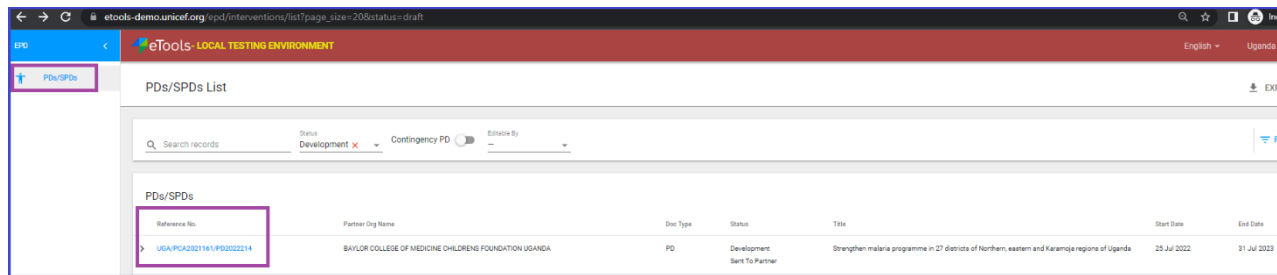 etools-demo.unicef.org/epd/interventions/list?page_size=20&status=draft
EPD
eTools- LOCAL TESTING ENVIRONMENT
English
Uganda
PDs/SPDs
PDs/SPDs List
Search records
Status
Development
Contingency PD
Editable By
–
PDs/SPDs
Reference No. Partner Org Name Doc Type Status Title Start Date End Date
UGA/PCA2021161/PD2022214 BAYLOR COLLEGE OF MEDICINE CHILDRENS FOUNDATION UGANDA PD Development Strengthen malaria programme in 27 districts of Northern, eastern and Karamoja regions of Uganda 25 Jul 2022 31 Jul 2023
Sent To Partner